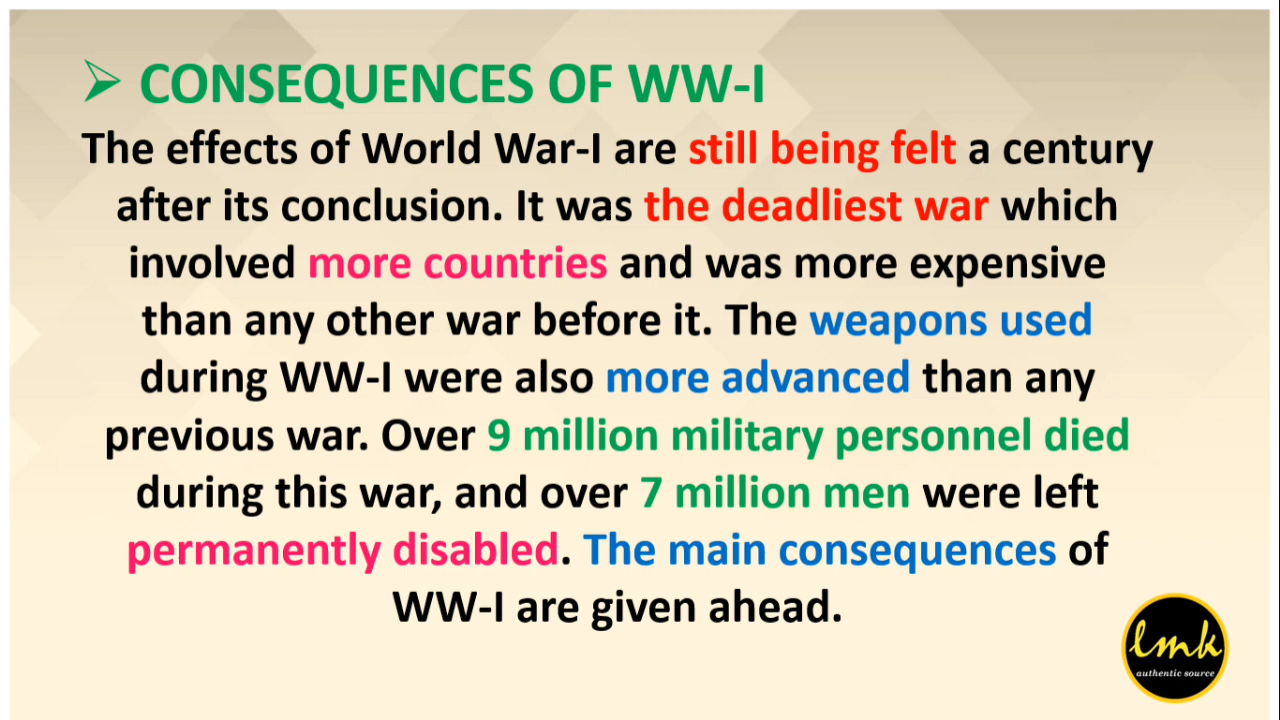 ➢ CONSEQUENCES OF WW-I
The effects of World War-I are still being felt a century
after its conclusion. It was the deadliest war which
involved more countries and was more expensive
than any other war before it. The weapons used
during WW-I were also more advanced than any
previous war. Over 9 million military personnel died
during this war, and over 7 million men were left
permanently disabled. The main consequences of
WW-I are given ahead.
lmk
authentic source